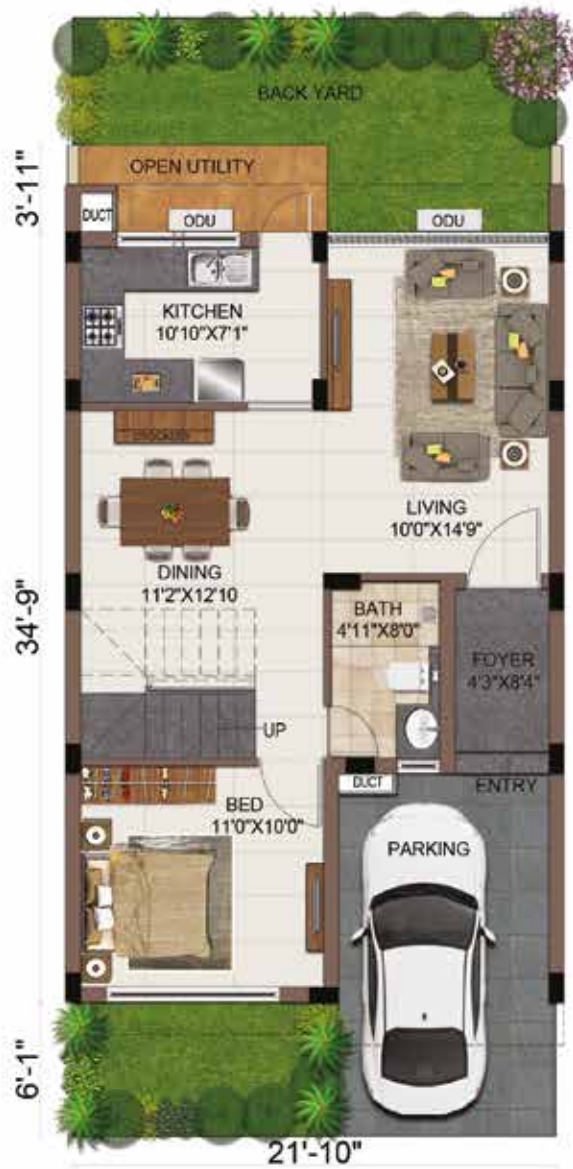 BACK YARD
3'-11"
OPEN UTILITY
DUCT
ODU
ODU
KITCHEN
10'10"X7'1"
CROCKERY
LIVING
10'0"X14'9"
34'-9"
DINING
11'2"X12'10
BATH
4'11"X8'0"
FOYER
4'3"X8'4"
UP
DUCT
ENTRY
BED
11'0"X10'0"
PARKING
6'-1"
21'-10"